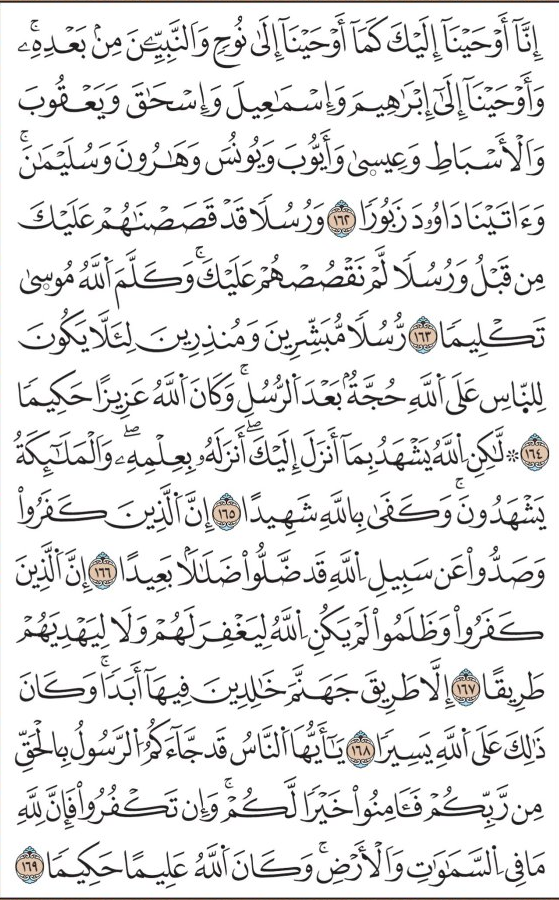 إِنَّآ أَوۡحَيۡنَآ إِلَيۡكَ كَمَآ أَوۡحَيۡنَآ إِلَىٰ نُوحٖ وَٱلنَّبِيِّـۧنَ مِنۢ بَعۡدِهِۦۚ
وَأَوۡحَيۡنَآ إِلَىٰٓ إِبۡرَٰهِيمَ وَإِسۡمَٰعِيلَ وَإِسۡحَٰقَ وَيَعۡقُوبَ
وَٱلۡأَسۡبَاطِ وَعِيسَىٰ وَأَيُّوبَ وَيُونُسَ وَهَٰرُونَ وَسُلَيۡمَٰنَۚ
وَءَاتَيۡنَا دَاوُۥدَ زَبُورٗا ١٦٢ وَرُسُلٗا قَدۡ قَصَصۡنَٰهُمۡ عَلَيۡكَ
مِن قَبۡلُ وَرُسُلٗا لَّمۡ نَقۡصُصۡهُمۡ عَلَيۡكَۚ وَكَلَّمَ ٱللَّهُ مُوسَىٰ
تَكۡلِيمٗا ١٦٣ رُّسُلٗا مُّبَشِّرِينَ وَمُنذِرِينَ لِئَلَّا يَكُونَ
لِلنَّاسِ عَلَى ٱللَّهِ حُجَّةُۢ بَعۡدَ ٱلرُّسُلِۚ وَكَانَ ٱللَّهُ عَزِيزًا حَكِيمٗا
١٦٤ ۞ لَّٰكِنِ ٱللَّهُ يَشۡهَدُ بِمَآ أَنزَلَ إِلَيۡكَۖ أَنزَلَهُۥ بِعِلۡمِهِۦۖ وَٱلۡمَلَٰٓئِكَةُ
يَشۡهَدُونَۚ وَكَفَىٰ بِٱللَّهِ شَهِيدًا ١٦٥ إِنَّ ٱلَّذِينَ كَفَرُواْ
وَصَدُّواْ عَن سَبِيلِ ٱللَّهِ قَد ضَّلُّواْ ضَلَٰلَۢا بَعِيدًا ١٦٦ إِنَّ ٱلَّذِينَ
كَفَرُواْ وَظَلَمُواْ لَمۡ يَكُنِ ٱللَّهُ لِيَغۡفِر لَّهُمۡ وَلَا لِيَهۡدِيَهُمۡ
طَرِيقًا ١٦٧ إِلَّا طَرِيقَ جَهَنَّمَ خَٰلِدِينَ فِيهَآ أَبَدٗاۚ وَكَانَ
ذَٰلِكَ عَلَى ٱللَّهِ يَسِيرٗا ١٦٨ يَٰٓأَيُّهَا ٱلنَّاسُ قَد جَّآءَكُمُ ٱلرَّسُولُ بِٱلۡحَقِّ
مِن رَّبِّكُمۡ فَـَٔامِنُواْ خَيۡرٗا لَّكُمۡۚ وَإِن تَكۡفُرُواْ فَإِنَّ لِلَّهِ
مَا فِي ٱلسَّمَٰوَٰتِ وَٱلۡأَرۡضِۚ وَكَانَ ٱللَّهُ عَلِيمًا حَكِيمٗا ١٦٩